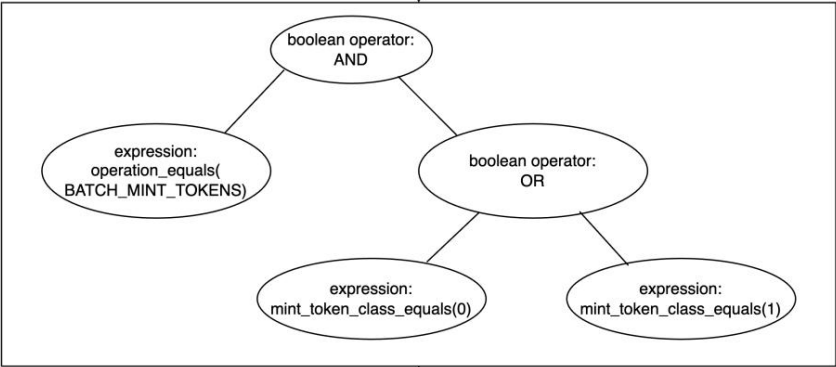 boolean operator:
AND
expression:
operation_equals(
BATCH_MINT_TOKENS)
boolean operator:
OR
expression:
mint_token_class_equals(0)
expression:
mint_token_class_equals(1)